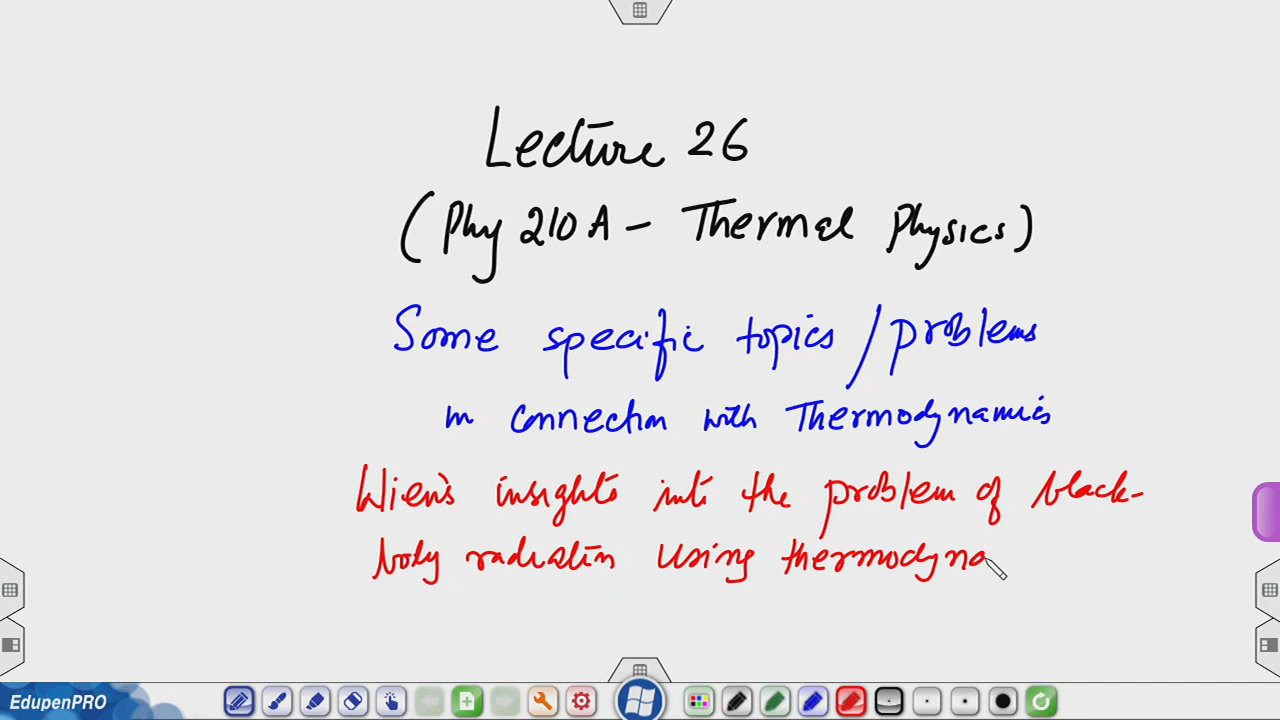 Lecture 26
(Phy 210A - Thermal Physics)
Some specific topics / problems
in connection with Thermodynamics
Wien's insights into the problem of black-
body radiation using thermodyna
EdupenPRO